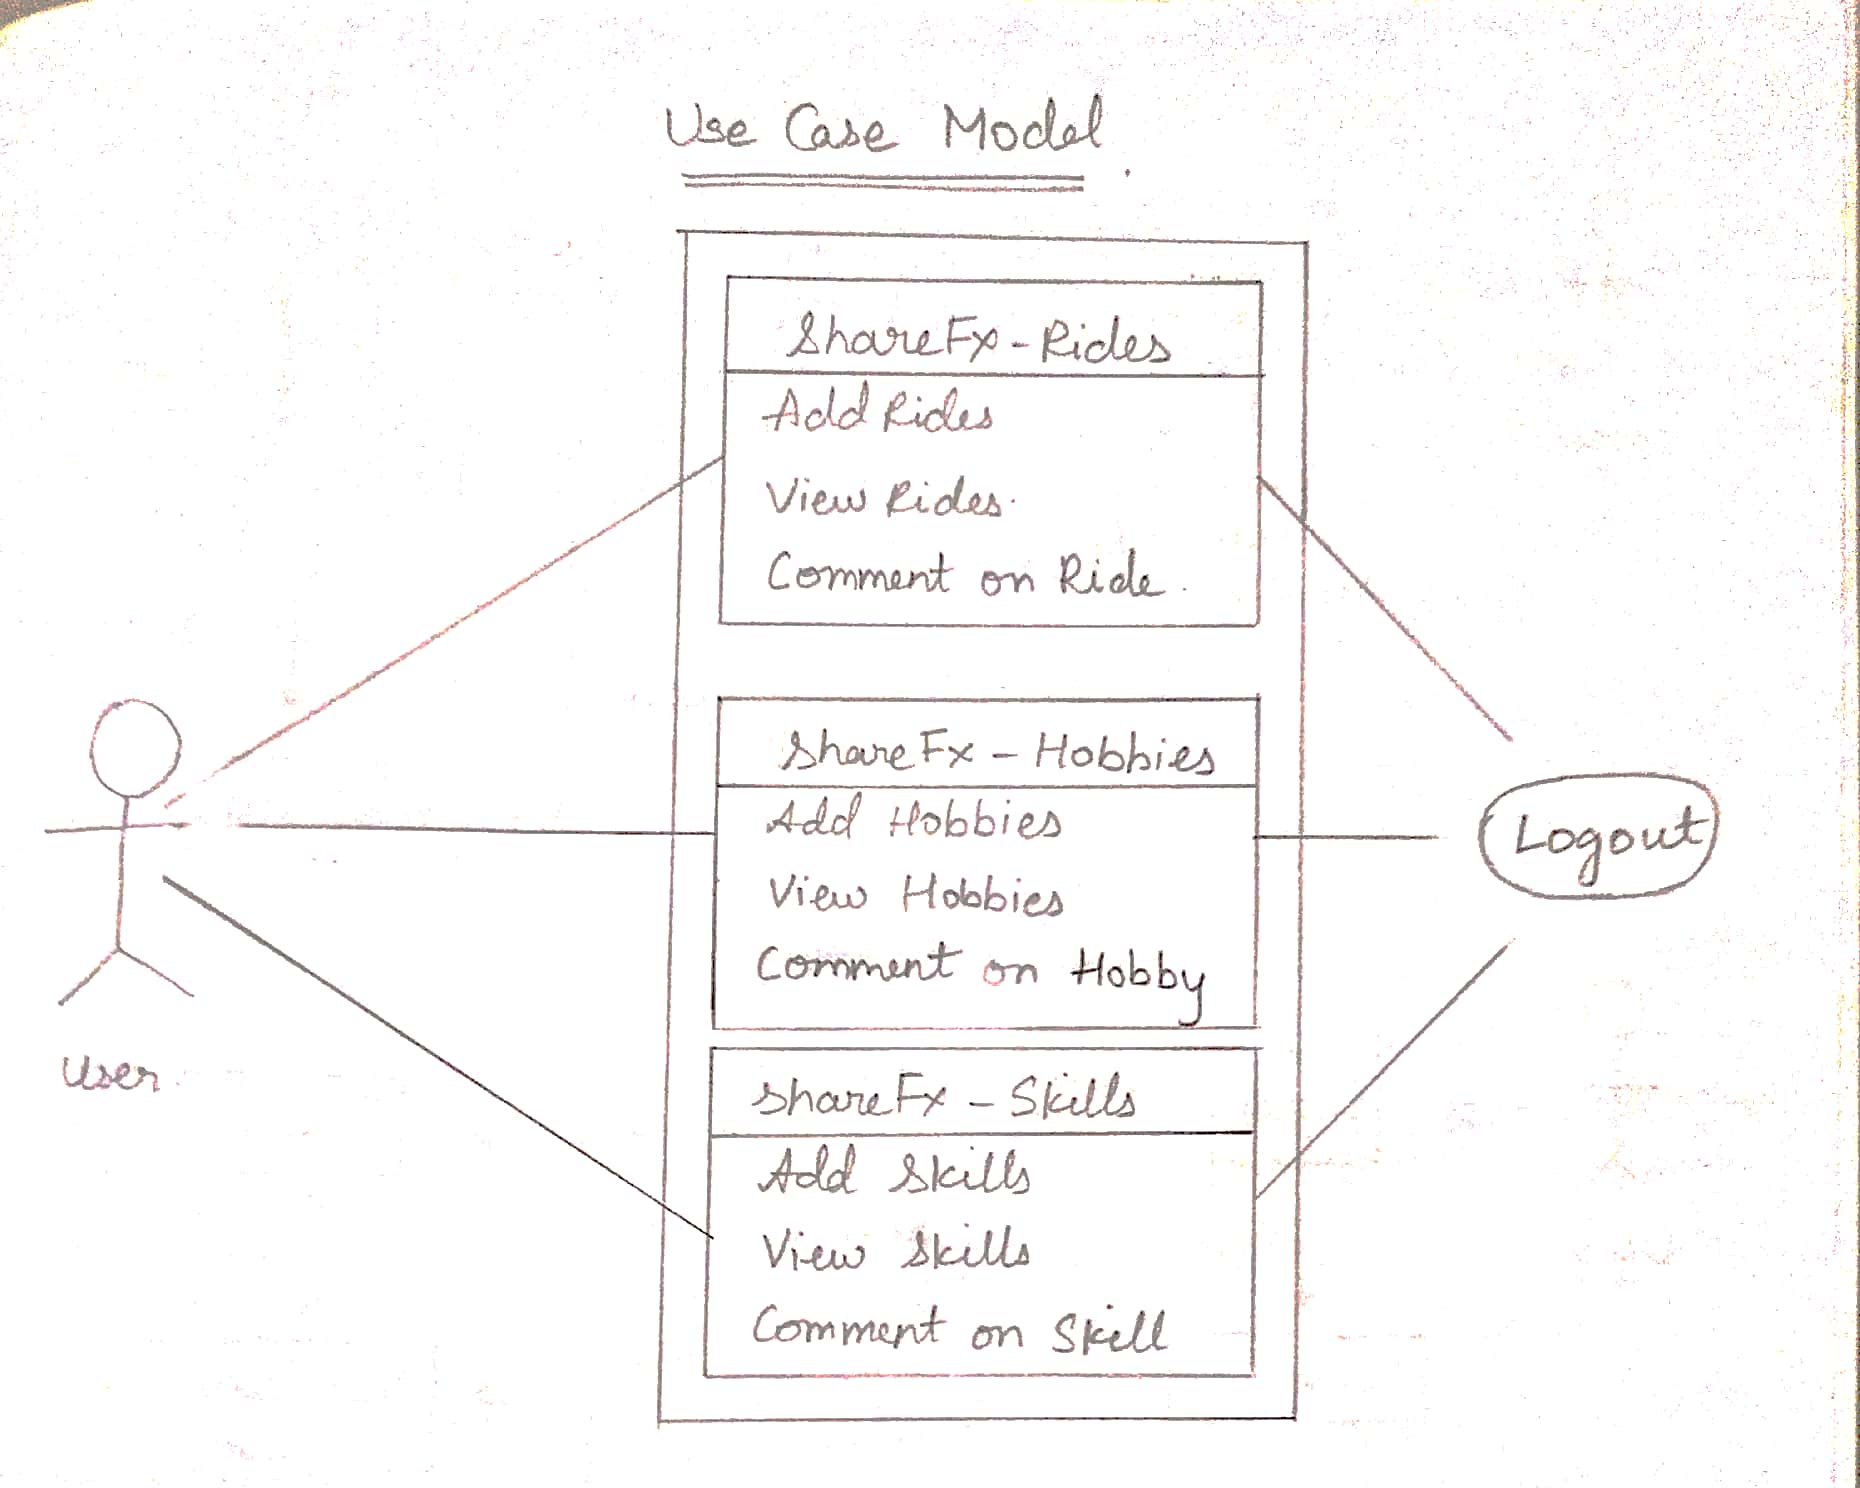 Use Case Model.
ShareFx - Rides
Add Rides
View Rides.
Comment on Ride.
ShareFx - Hobbies
Add Hobbies
View Hobbies
Comment on Hobby
Logout
User.
ShareFx - Skills
Add Skills
View Skills
Comment on Skill